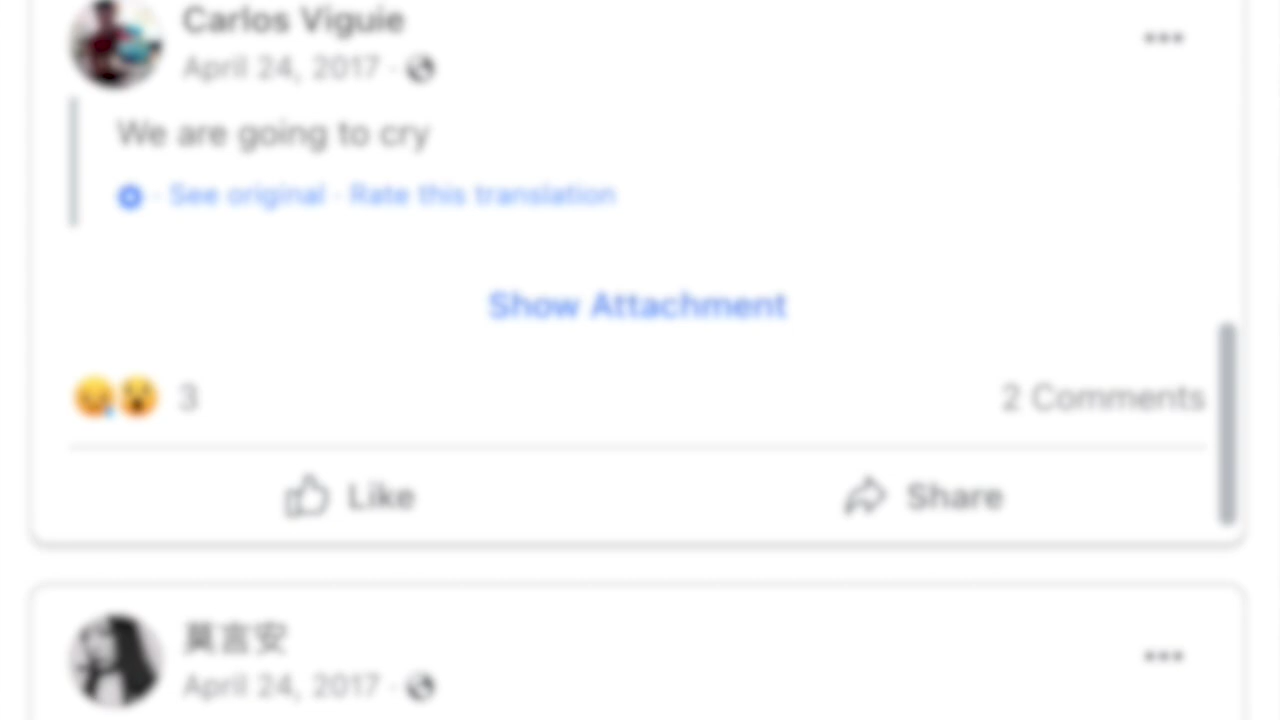 Carlos Viguie
April 24, 2017 ·
We are going to cry
· See original · Rate this translation
Show Attachment
3
2 Comments
Like
Share
莫言安
April 24, 2017 ·